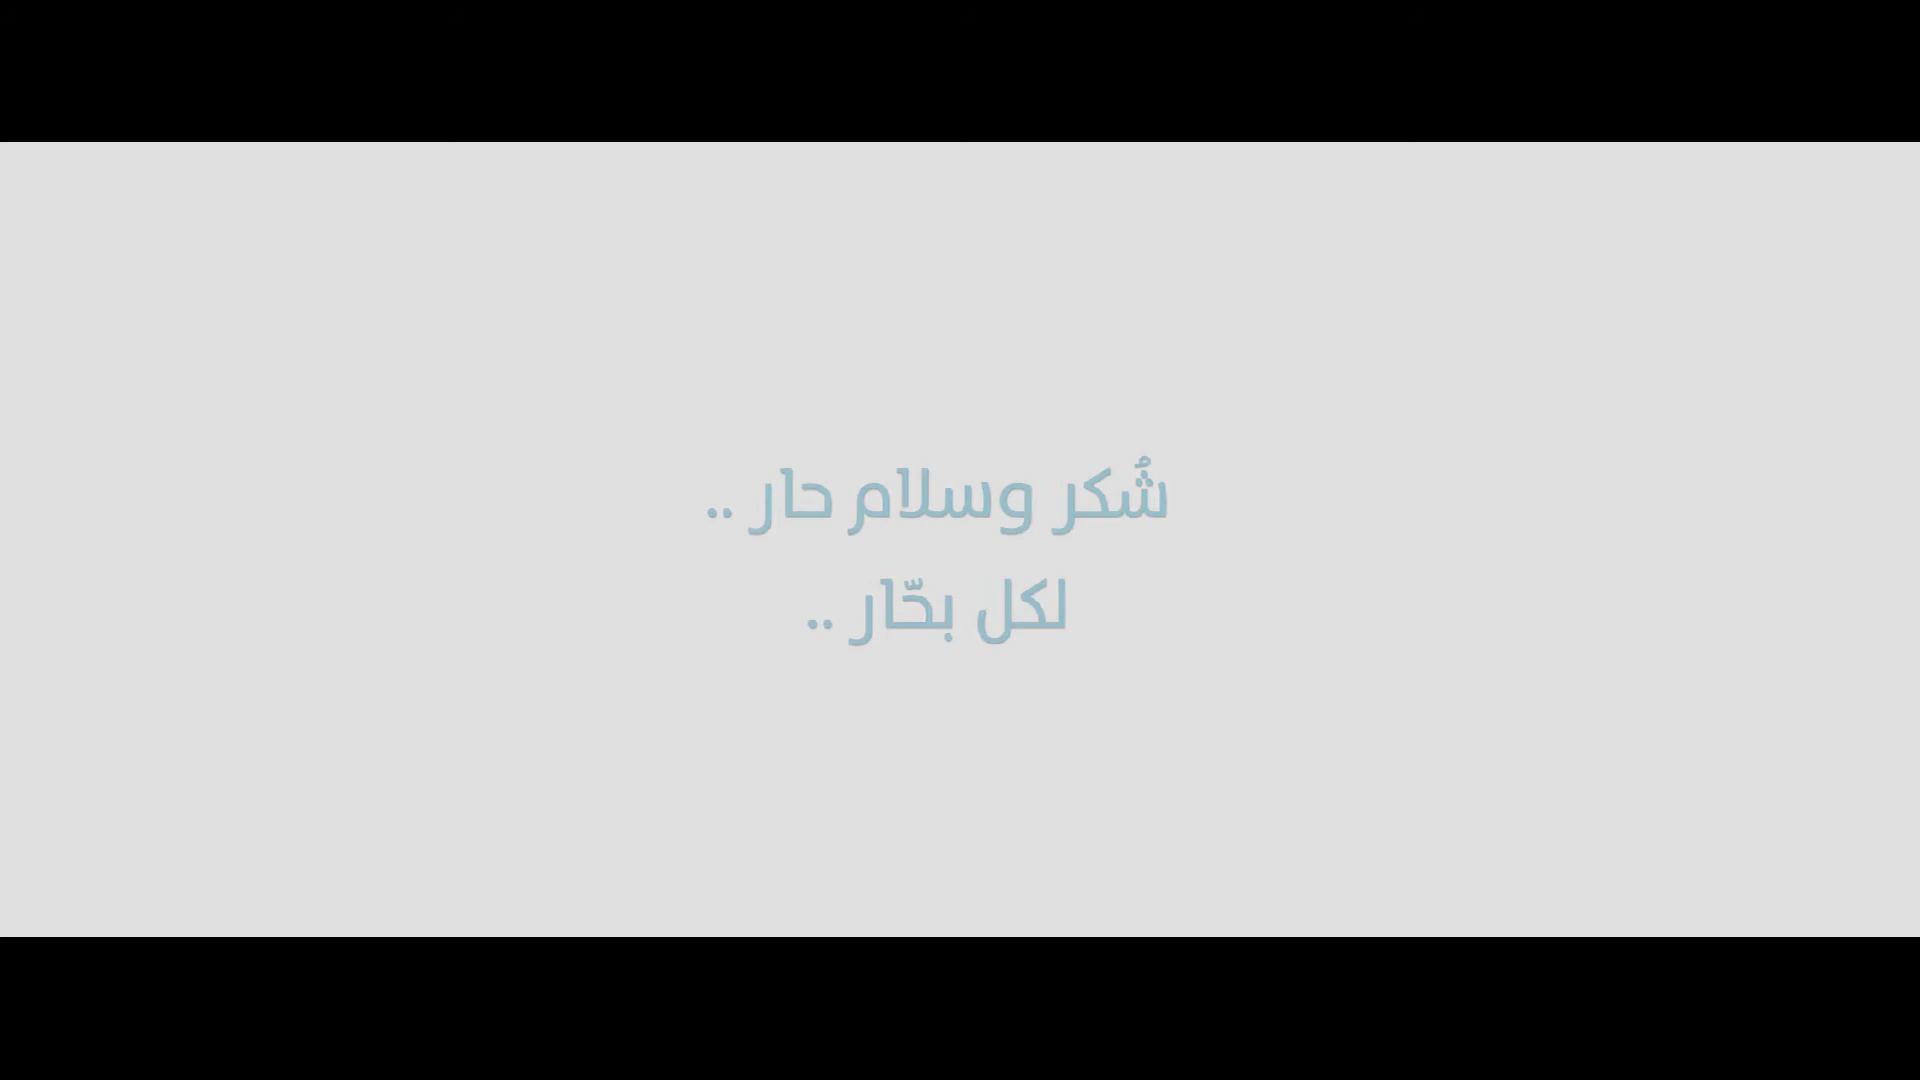 شُكر وسلام حار ..
لكل بحّار ..